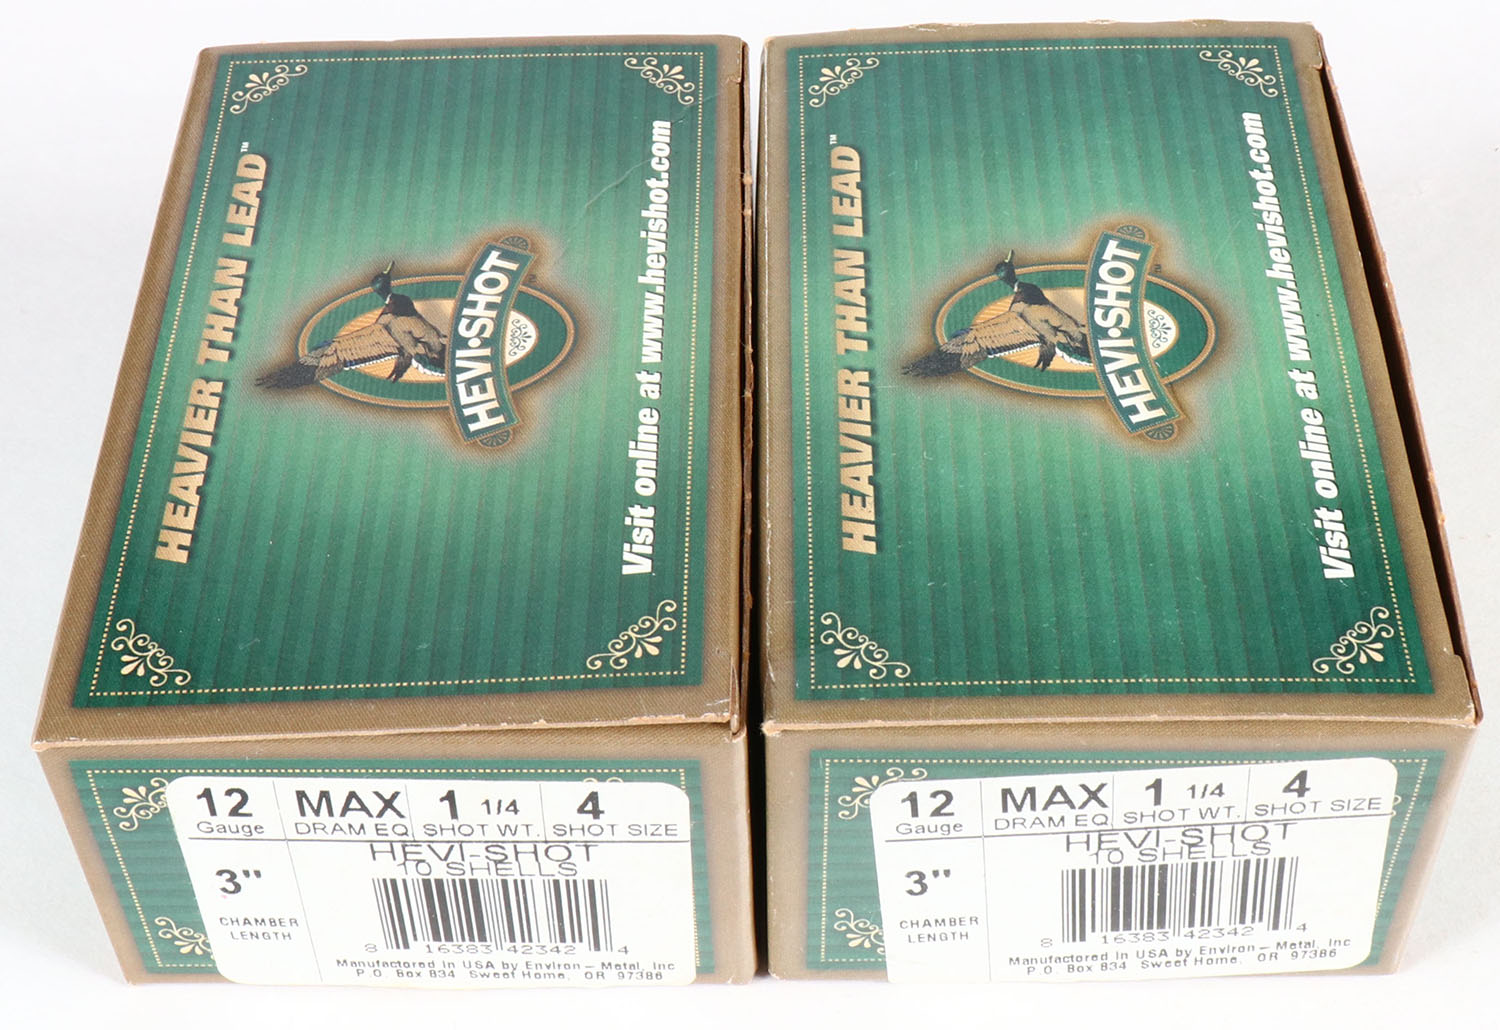 HEAVIER THAN LEAD™
HEVI•SHOT™
Visit online at www.hevishot.com
12 Gauge
MAX DRAM EQ.
1 1/4 SHOT WT.
4 SHOT SIZE
HEVI-SHOT
10 SHELLS
3"
CHAMBER
LENGTH
8 16383 42342 4
Manufactored in USA by Environ - Metal, Inc
P.O. Box 834 Sweet Home, OR 97386
HEAVIER THAN LEAD™
HEVI•SHOT™
Visit online at www.hevishot.com
12 Gauge
MAX DRAM EQ.
1 1/4 SHOT WT.
4 SHOT SIZE
HEVI-SHOT
10 SHELLS
3"
CHAMBER
LENGTH
8 16383 42342 4
Manufactored in USA by Environ - Metal, Inc
P.O. Box 834 Sweet Home, OR 97386